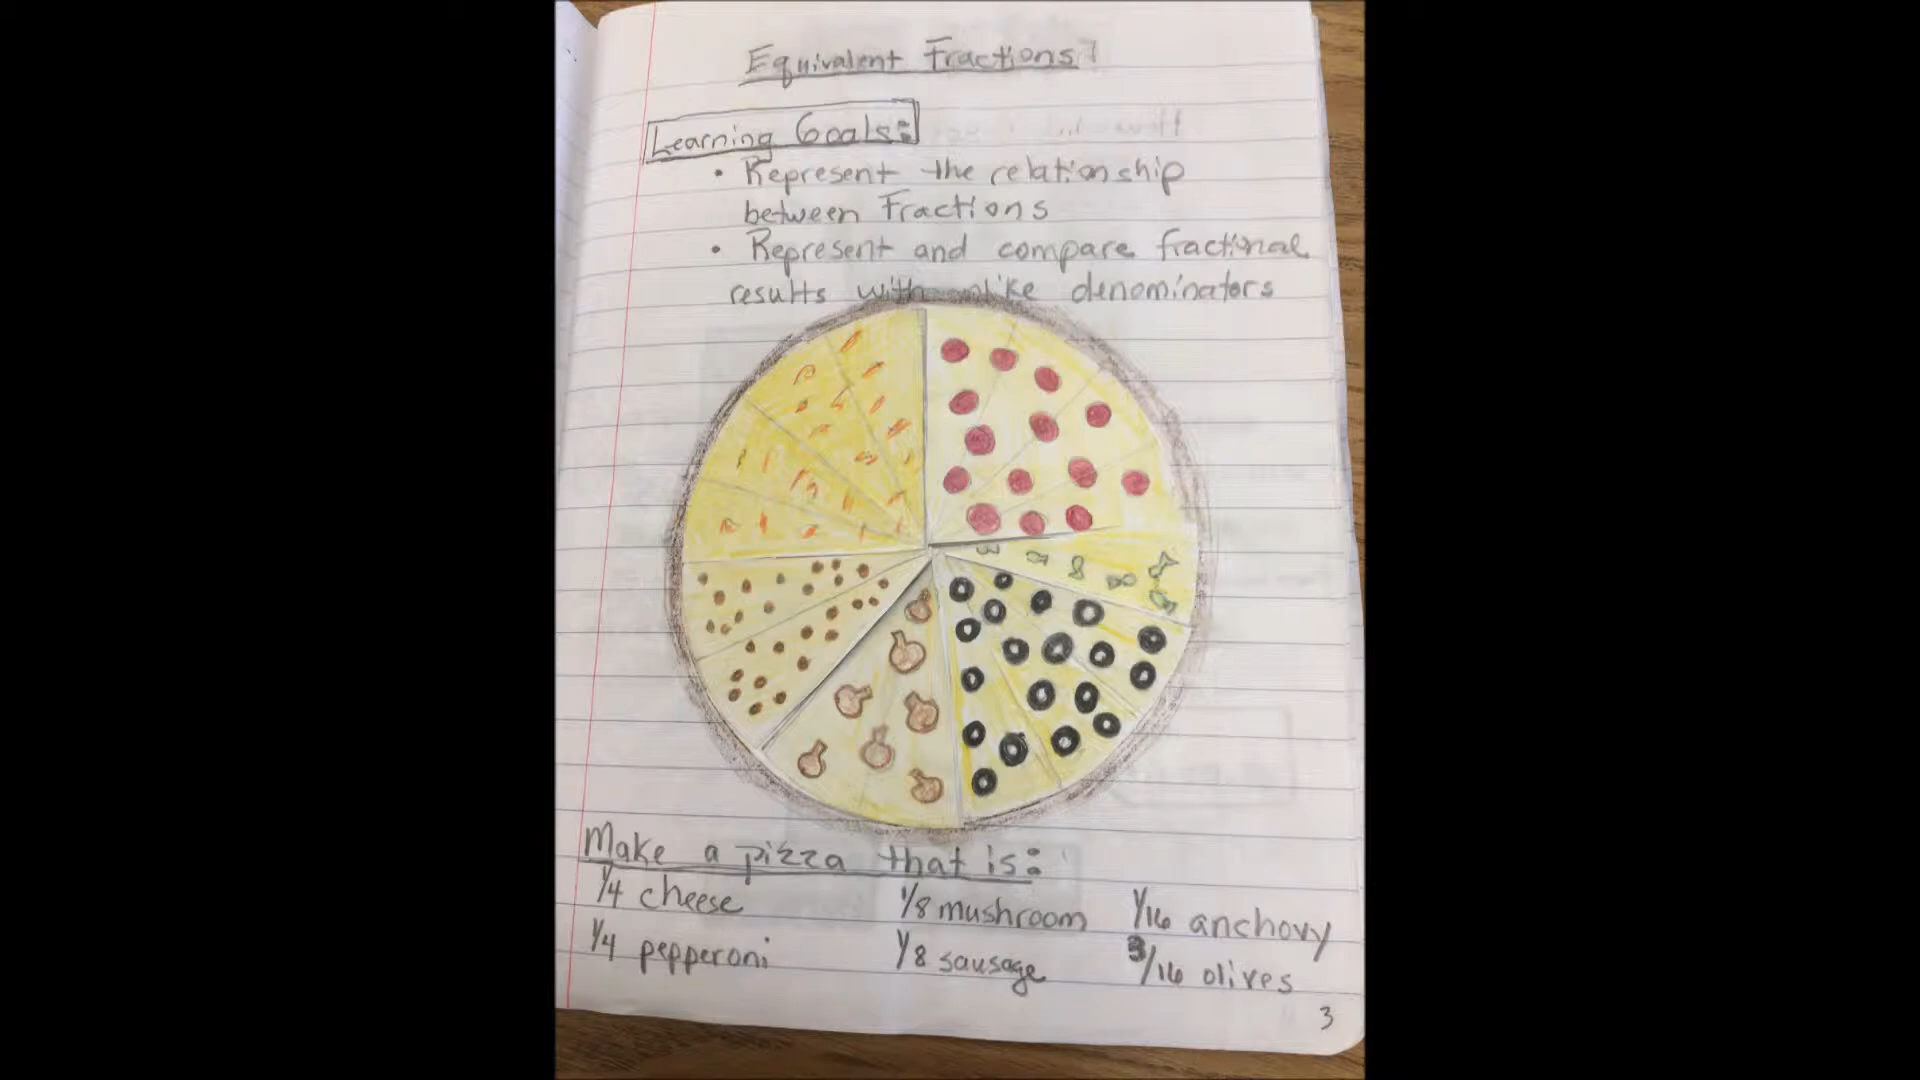 Equivalent Fractions
Learning Goals:
• Represent the relationship
between Fractions
• Represent and compare fractional
results with denominators
Make a pizza that is:
1/4 cheese 1/8 mushroom 1/16 anchovy
1/4 pepperoni 1/8 sausage 3/16 olives
3